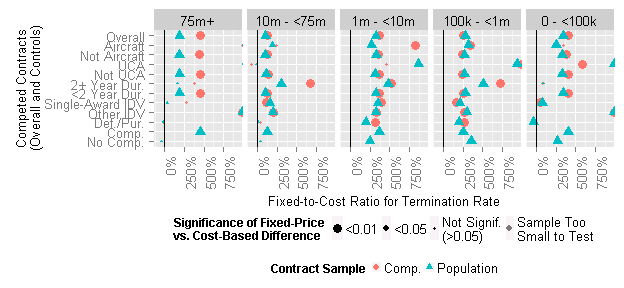 75m+ 10m - <75m 1m - <10m 100k - <1m 0 - <100k
Competed Contracts
(Overall and Controls)
Overall
Aircraft
Not Aircraft
UCA
Not UCA
2+ Year Dur.
<2 Year Dur.
Single-Award IDV
Other IDV
Def/Pur.
Comp.
No Comp.
0% 250% 500% 750% 0% 250% 500% 750% 0% 250% 500% 750% 0% 250% 500% 750% 0% 250% 500% 750%
Fixed-to-Cost Ratio for Termination Rate
Significance of Fixed-Price
vs. Cost-Based Difference
<0.01
<0.05
Not Signif.
(>0.05)
Sample Too
Small to Test
Contract Sample
Comp.
Population